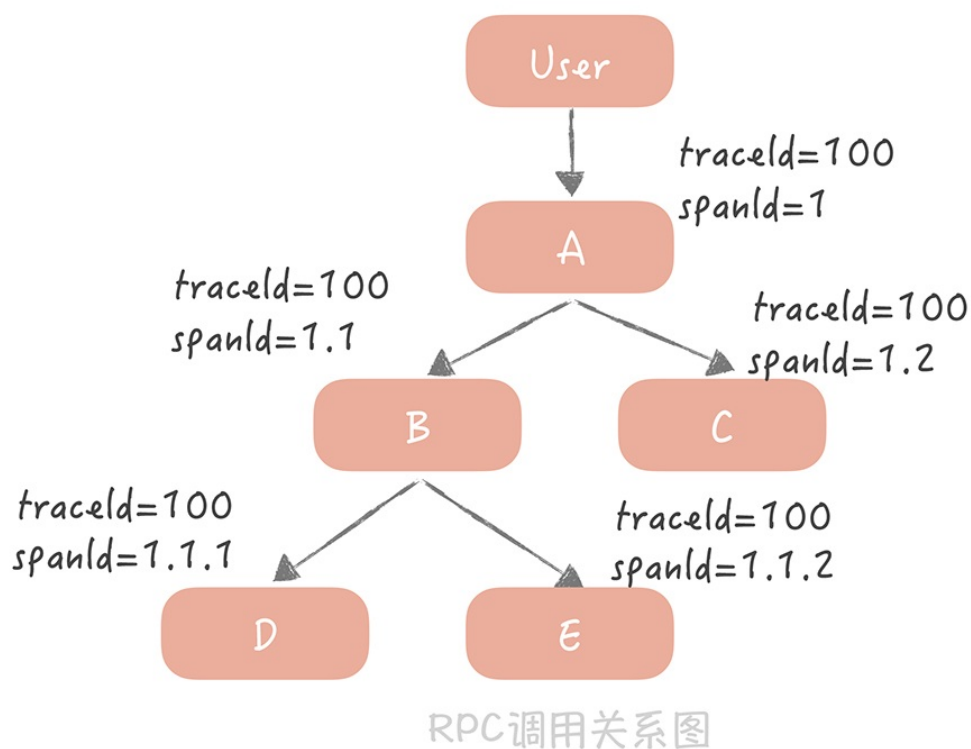 User
traceId=100
spanId=1
A
traceId=100
spanId=1.1
traceId=100
spanId=1.2
B
C
traceId=100
spanId=1.1.1
traceId=100
spanId=1.1.2
D
E
RPC调用关系图